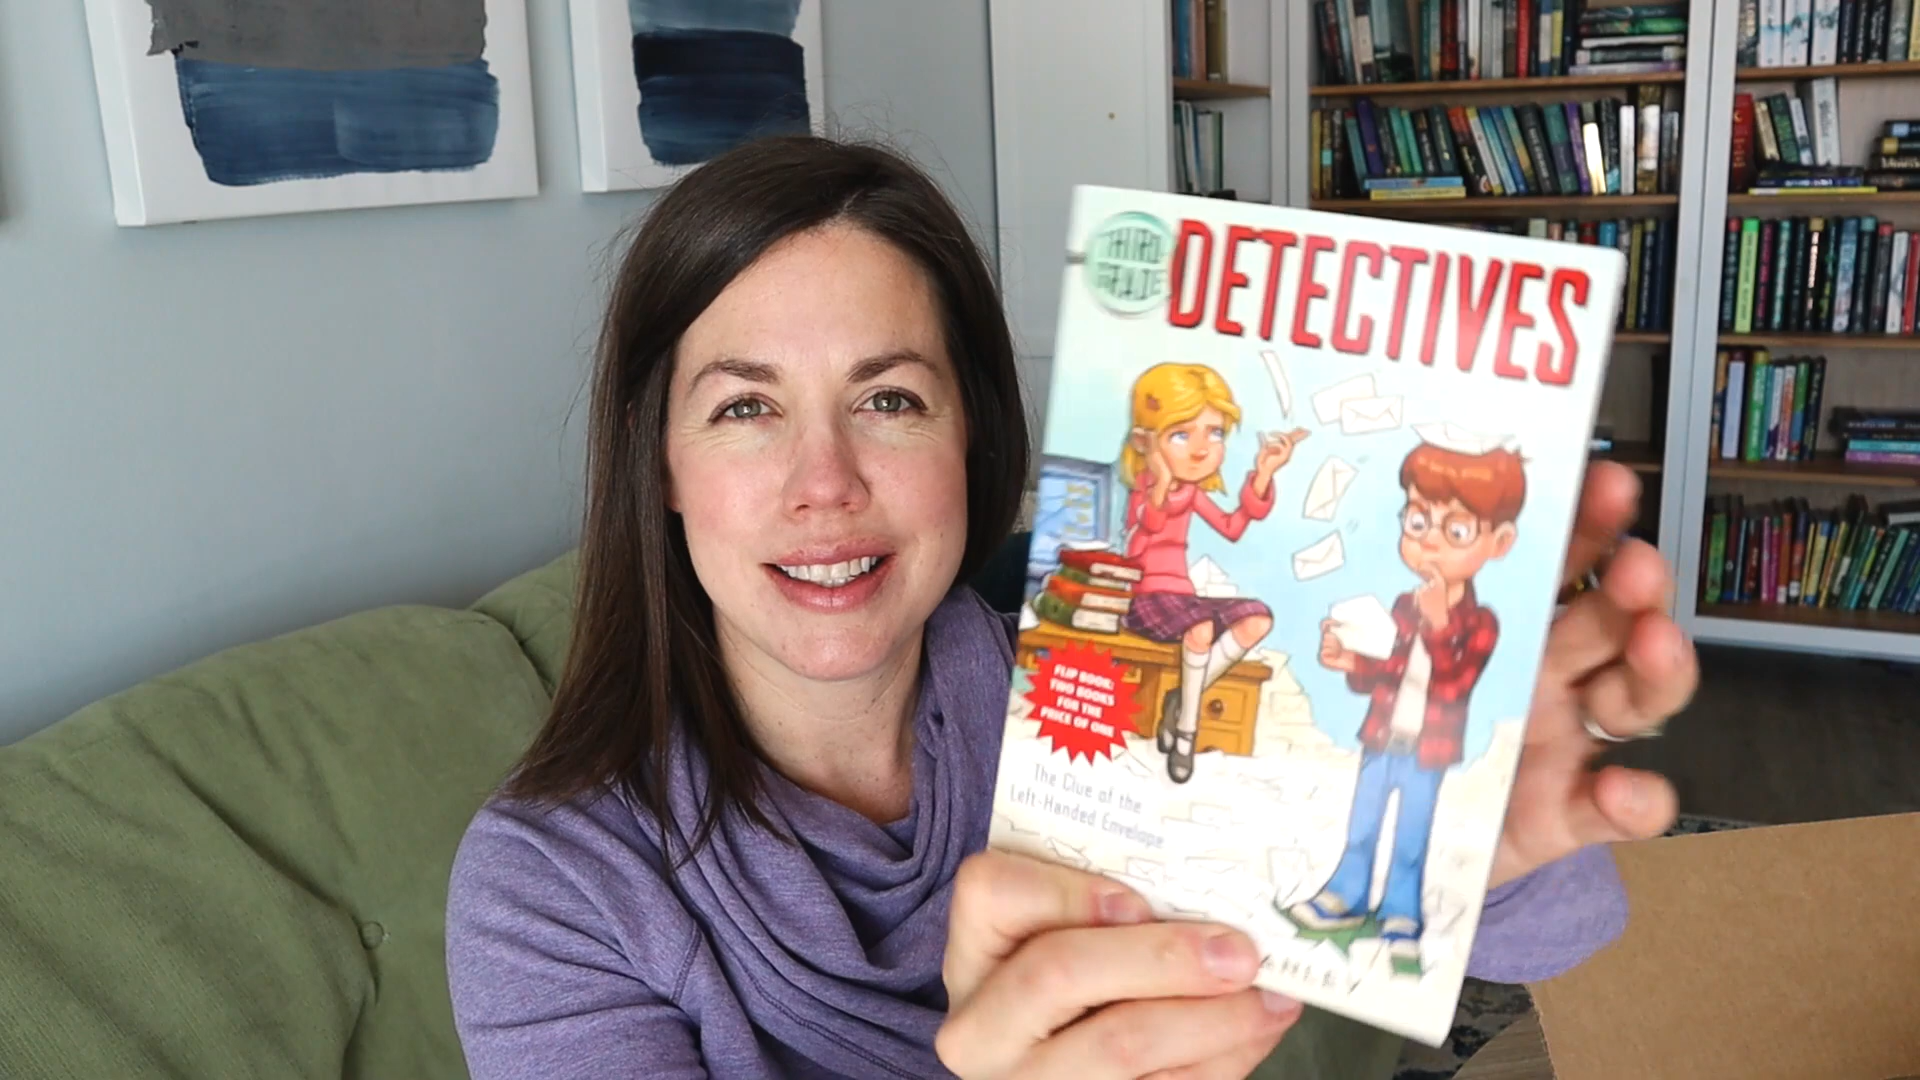 THIRD
GRADE
DETECTIVES
FLIP BOOK:
TWO BOOKS
FOR THE
PRICE OF ONE
The Clue of the
Left-Handed Envelope